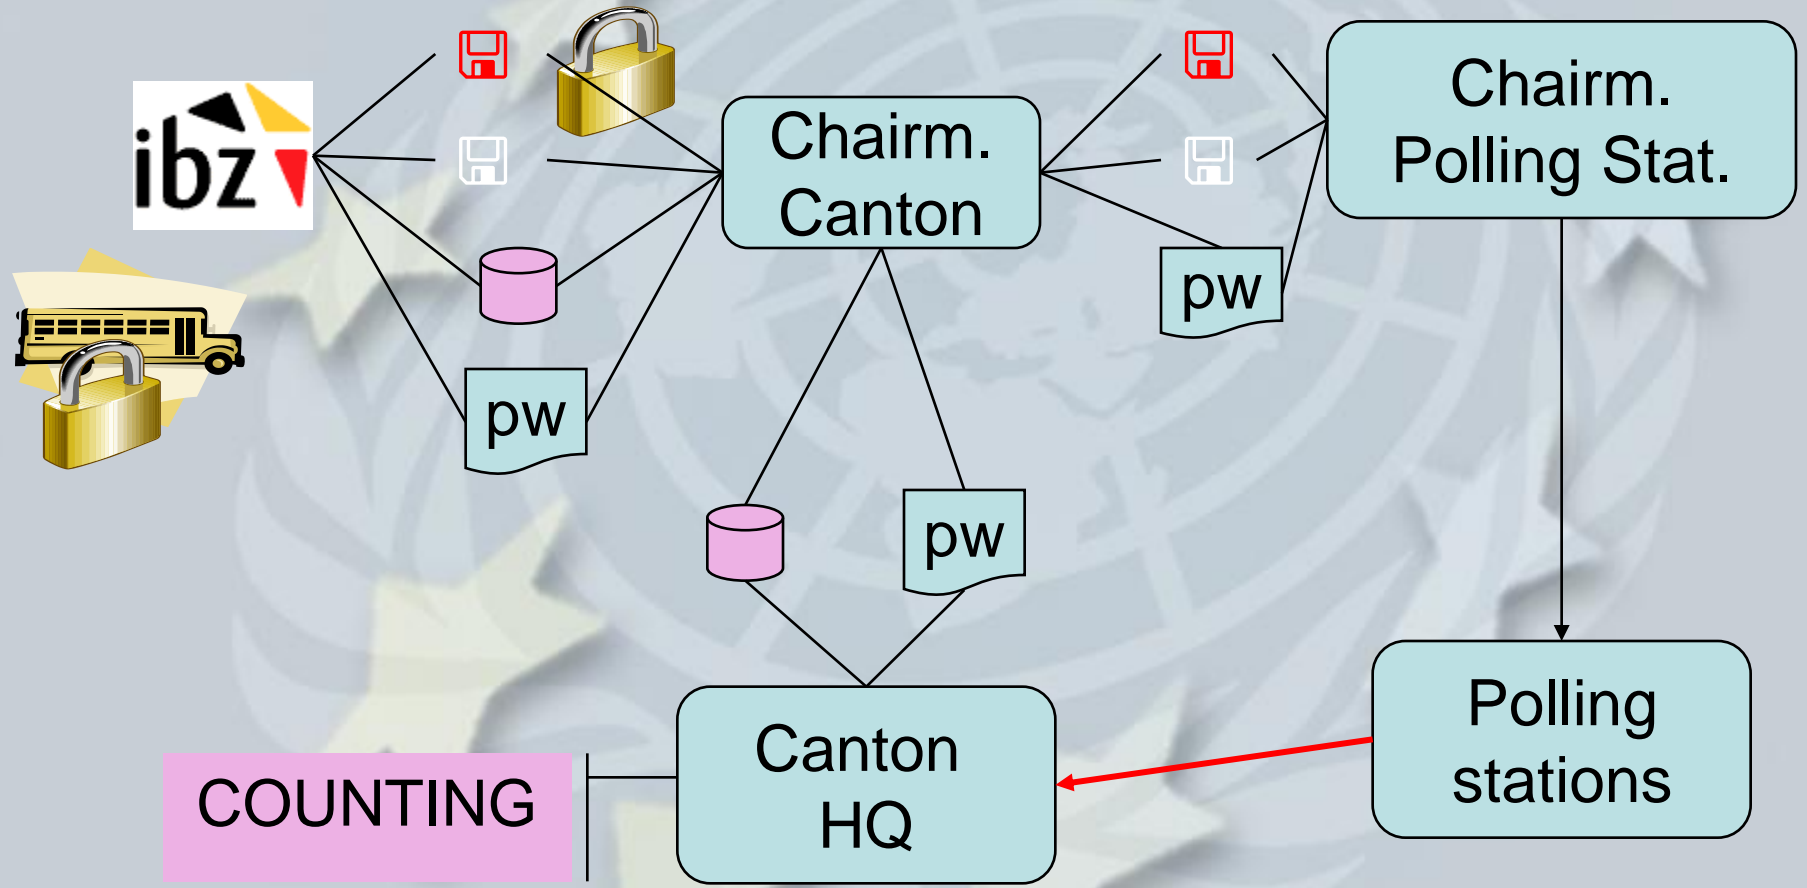 ibz
Chairm.
Canton
Chairm.
Polling Stat.
pw
pw
pw
Polling
stations
Canton
HQ
COUNTING